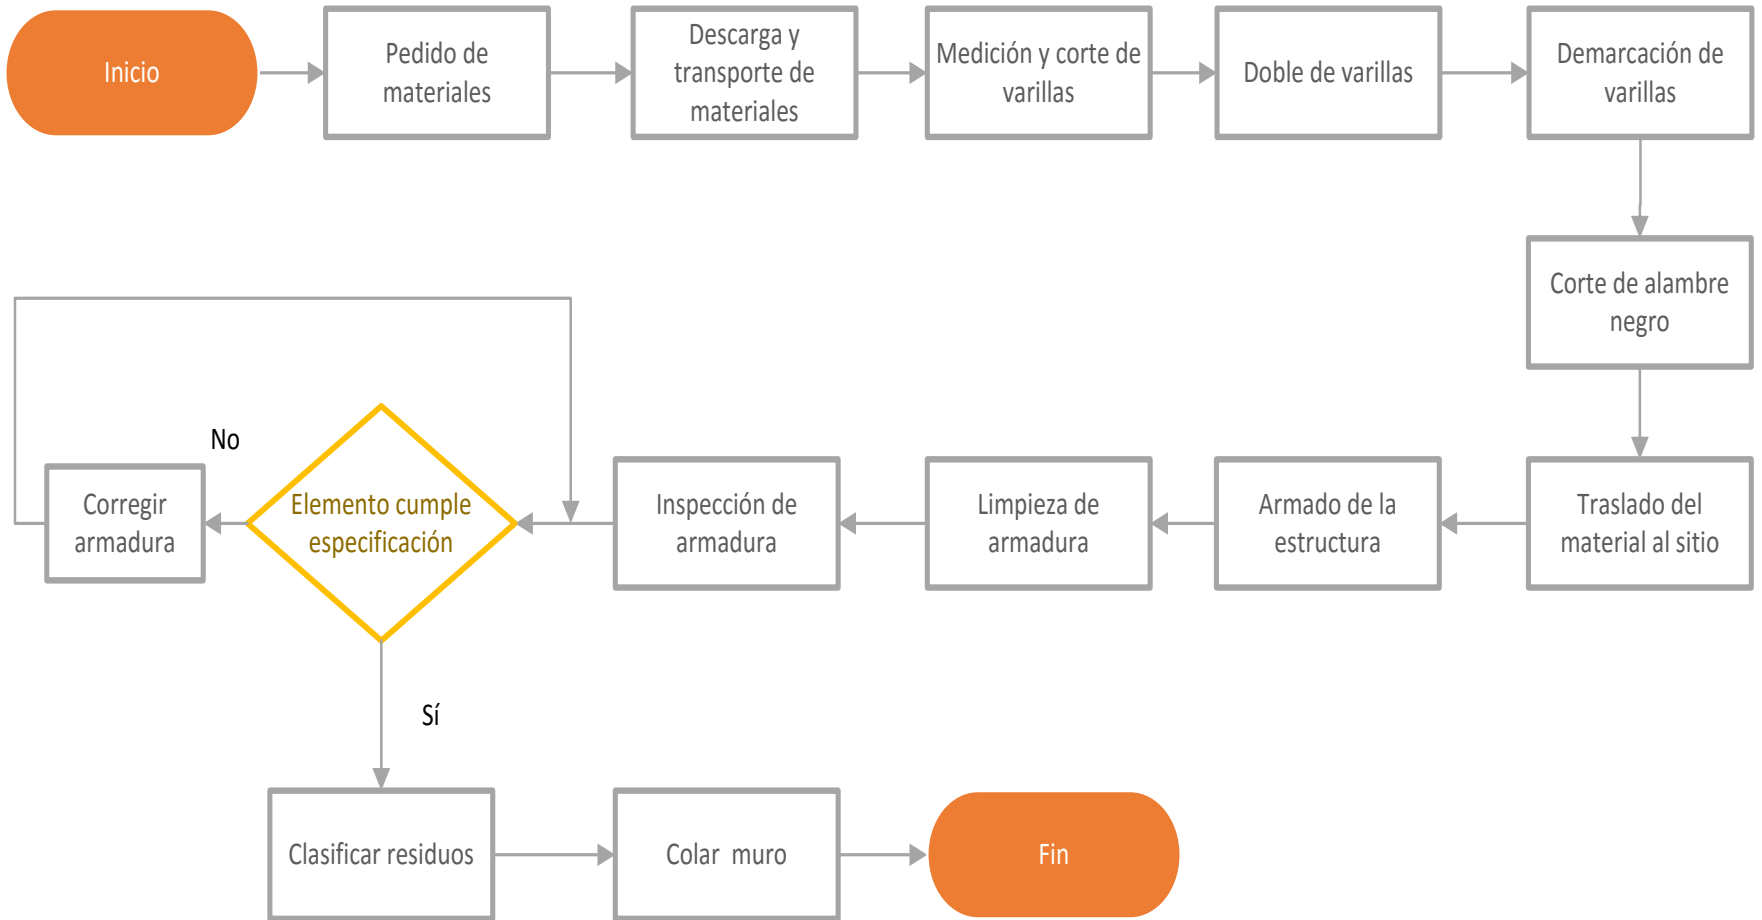 Inicio
Pedido de
materiales
Descarga y
transporte de
materiales
Medición y corte de
varillas
Doble de varillas
Demarcación de
varillas
Corte de alambre
negro
Traslado del
material al sitio
Armado de la
estructura
Limpieza de
armadura
Inspección de
armadura
Elemento cumple
especificación
No
Corregir
armadura
Sí
Clasificar residuos
Colar  muro
Fin